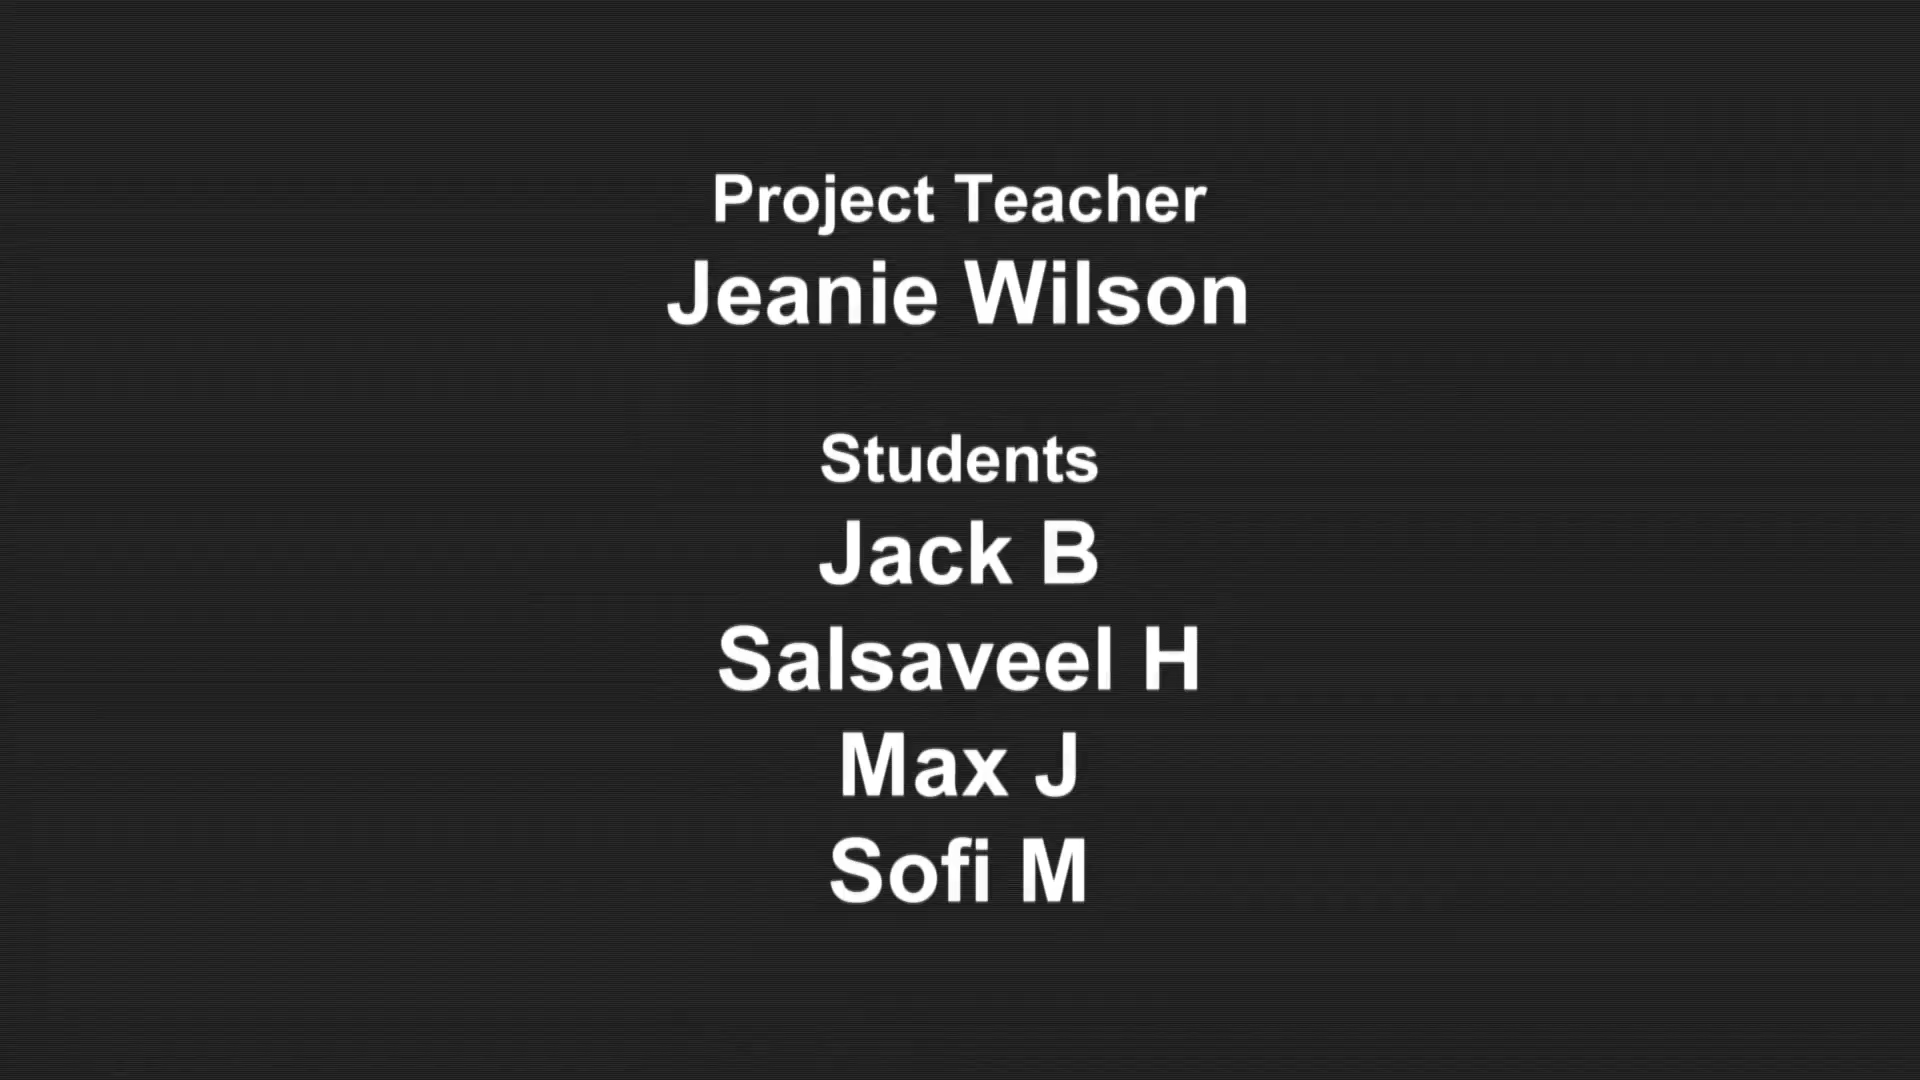 Project Teacher
Jeanie Wilson
Students
Jack B
Salsaveel H
Max J
Sofi M